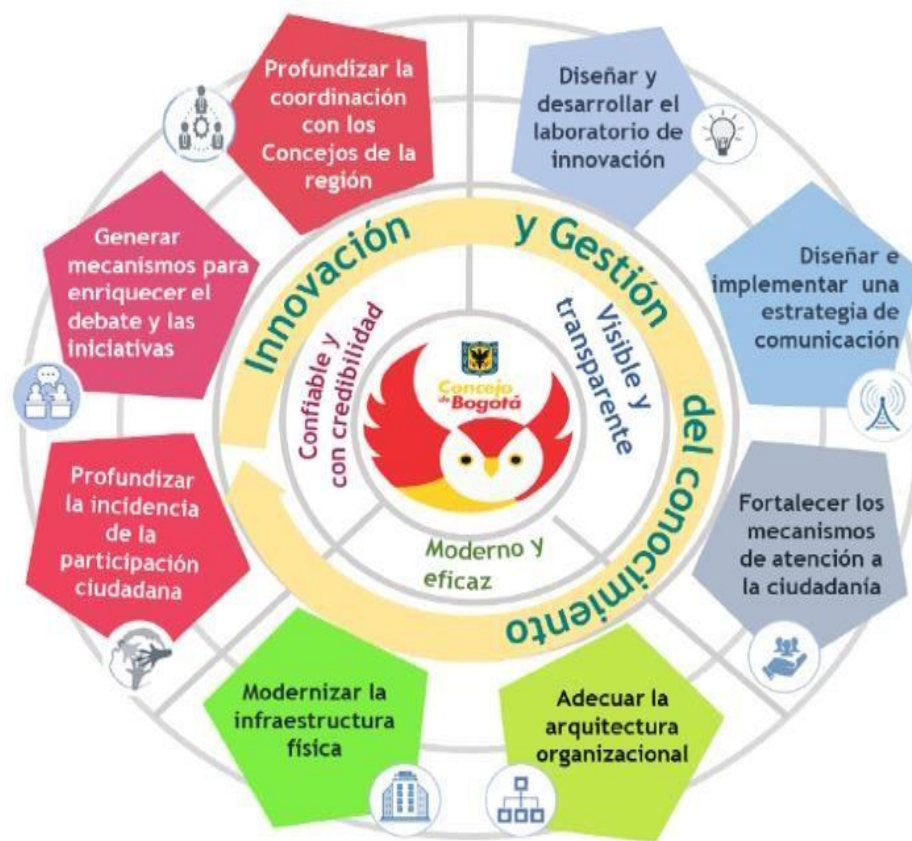 Profundizar la
coordinación
con los
Concejos de la
región
Diseñar y
desarrollar el
laboratorio de
innovación
Generar
mecanismos para
enriquecer el
debate y las
iniciativas
Diseñar e
implementar una
estrategia de
comunicación
Innovación y Gestión del conocimiento
Confiable y
con credibilidad
Visible y
transparente
Concejo
de Bogotá
Moderno y
eficaz
Profundizar
la incidencia
de la
participación
ciudadana
Fortalecer los
mecanismos
de atención a
la ciudadanía
Modernizar la
infraestructura
física
Adecuar la
arquitectura
organizacional